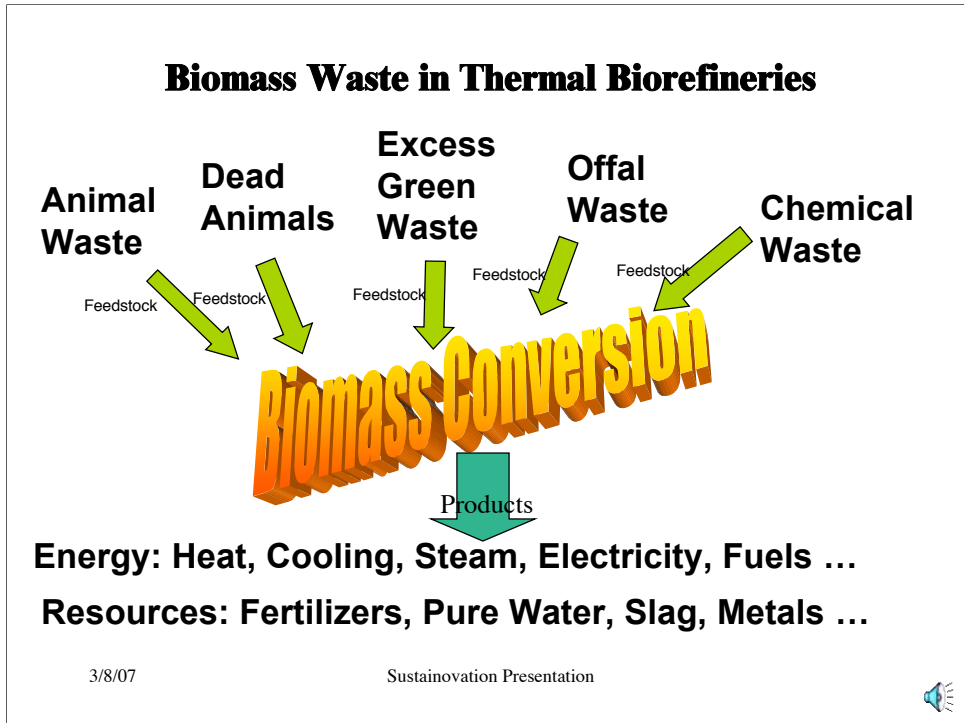 Biomass Waste in Thermal Biorefineries
Animal
Waste
Dead
Animals
Excess
Green
Waste
Offal
Waste
Chemical
Waste
Feedstock
Feedstock
Feedstock
Feedstock
Feedstock
Biomass Conversion
Products
Energy: Heat, Cooling, Steam, Electricity, Fuels …
Resources: Fertilizers, Pure Water, Slag, Metals …
3/8/07
Sustainovation Presentation